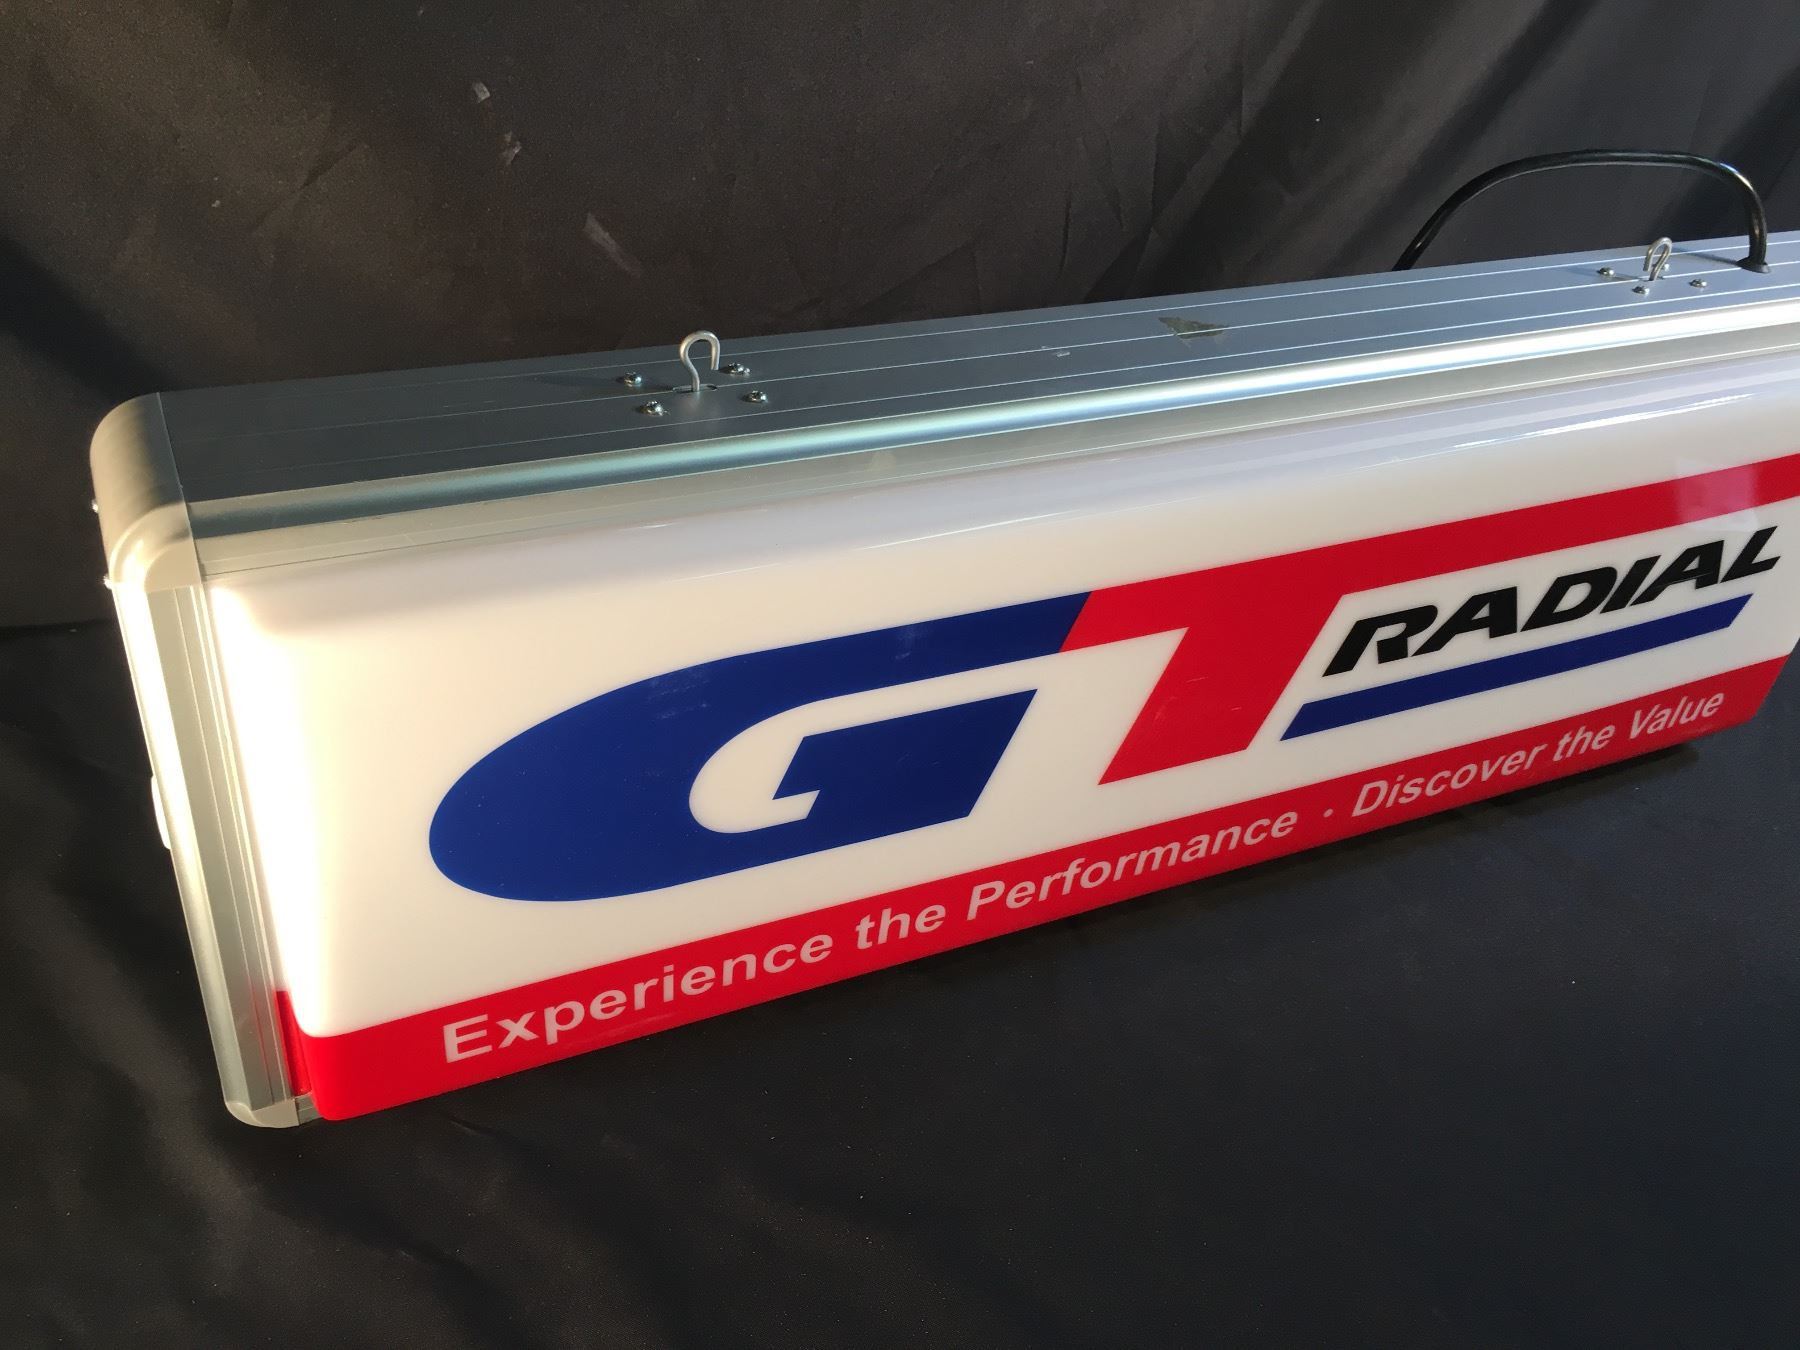 GT RADIAL
Experience the Performance · Discover the Value